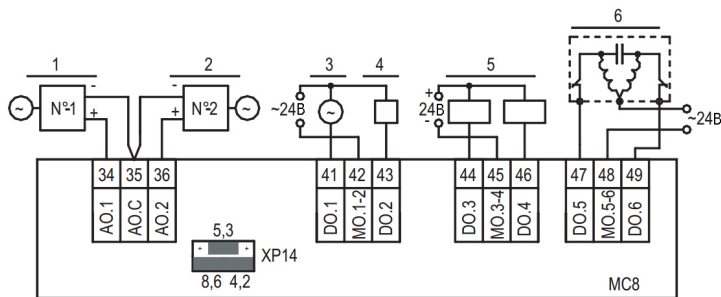 1 2 3 4 5 6
- - + 
№1 №2 ~24В ~ 24В ~24В
~ + + ~ -
34 35 36 41 42 43 44 45 46 47 48 49
AO.1 AO.C AO.2 DO.1 MO.1-2 DO.2 DO.3 MO.3-4 DO.4 DO.5 MO.5-6 DO.6
5,3
+ + XP14
8,6 4,2
MC8